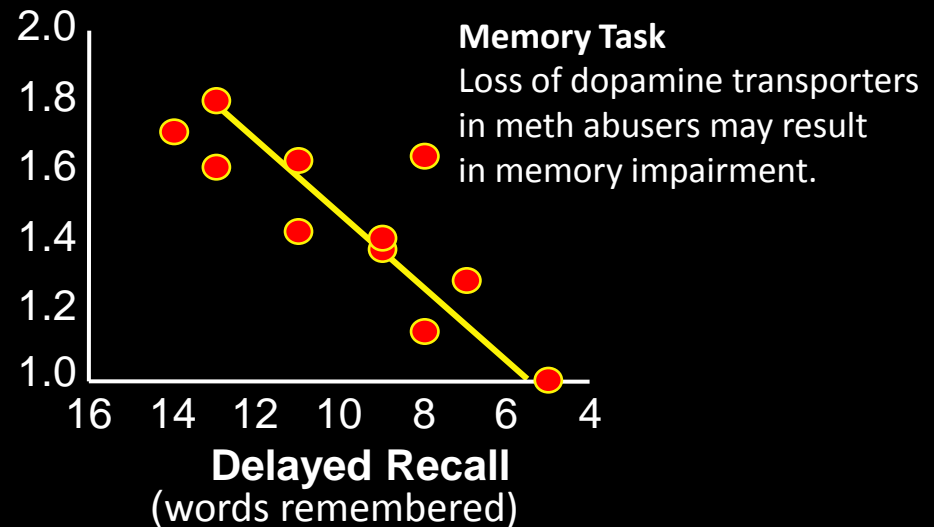 2.0
Memory Task
Loss of dopamine transporters
1.8
in meth abusers may result
1.6
in memory impairment.
1.4
1.2
1.0
16 14 12 10 8 6 4
Delayed Recall
(words remembered)